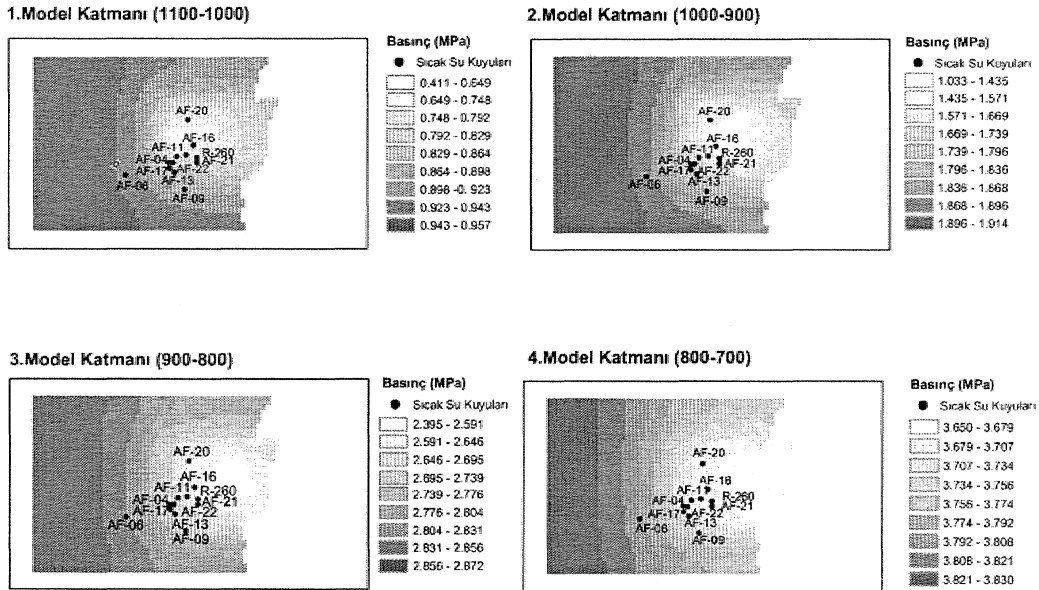 1.Model Katmanı (1100-1000)
Basınç (MPa)
Sıcak Su Kuyuları
0.411 - 0.649
0.649 - 0.748
0.748 - 0.792
0.792 - 0.829
0.829 - 0.864
0.864 - 0.898
0.898 -0. 923
0.923 - 0.943
0.943 - 0.957
AF-20
AF-16
AF-11
R-260
AF-04
AF-21
AF-17
AF-22
AF-06
AF-13
AF-09
2.Model Katmanı (1000-900)
Basınç (MPa)
Sıcak Su Kuyuları
1.033 - 1.435
1.435 - 1.571
1.571 - 1.669
1.669 - 1.739
1.739 - 1.796
1.796 - 1.836
1.836 - 1.868
1.868 - 1.896
1.896 - 1.914
AF-20
AF-16
AF-11
R-260
AF-04
AF-21
AF-17
AF-22
AF-06
AF-13
AF-09
3.Model Katmanı (900-800)
Basınç (MPa)
Sıcak Su Kuyuları
2.395 - 2.591
2.591 - 2.646
2.646 - 2.695
2.695 - 2.739
2.739 - 2.776
2.776 - 2.804
2.804 - 2.831
2.831 - 2.856
2.856 - 2.872
AF-20
AF-16
AF-11
R-260
AF-04
AF-21
AF-17
AF-22
AF-06
AF-13
AF-09
4.Model Katmanı (800-700)
Basınç (MPa)
Sıcak Su Kuyuları
3.650 - 3.679
3.679 - 3.707
3.707 - 3.734
3.734 - 3.756
3.756 - 3.774
3.774 - 3.792
3.792 - 3.808
3.808 - 3.821
3.821 - 3.830
AF-20
AF-16
AF-11
R-260
AF-04
AF-21
AF-17
AF-22
AF-06
AF-13
AF-09